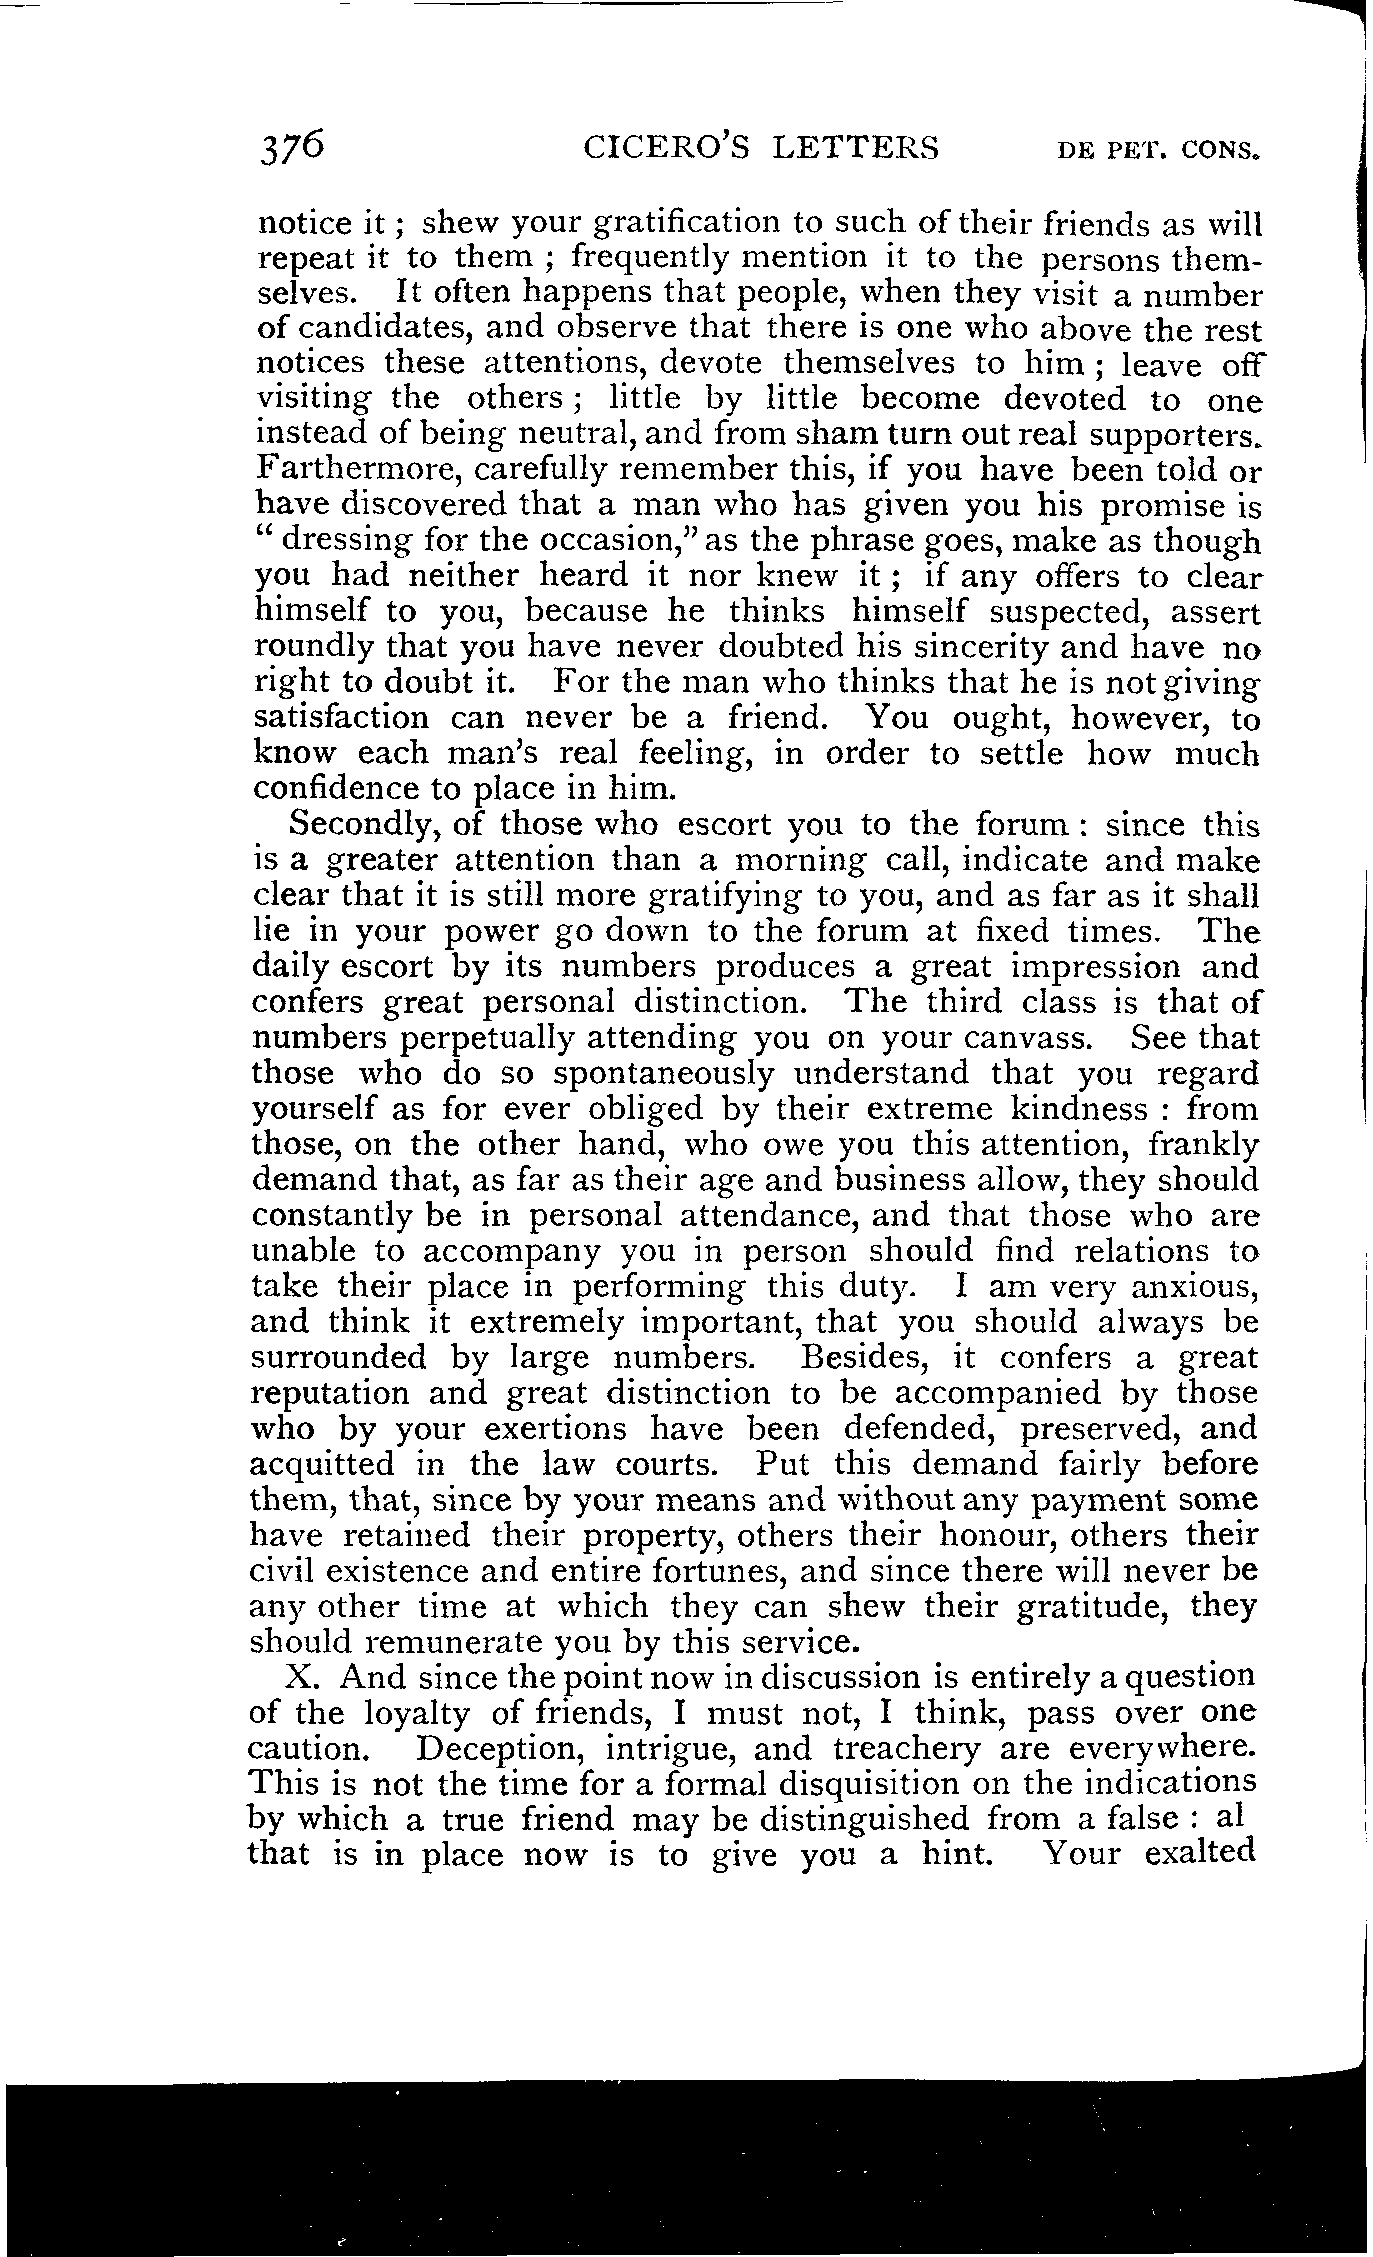 376 CICERO'S LETTERS DE PET. CONS.
notice it ; shew your gratification to such of their friends as will
repeat it to them ; frequently mention it to the persons them-
selves. It often happens that people, when they visit a number
of candidates, and observe that there is one who above the rest
notices these attentions, devote themselves to him ; leave off
visiting the others ; little by little become devoted to one
instead of being neutral, and from sham turn out real supporters.
Farthermore, carefully remember this, if you have been told or
have discovered that a man who has given you his promise is
“ dressing for the occasion,” as the phrase goes, make as though
you had neither heard it nor knew it ; if any offers to clear
himself to you, because he thinks himself suspected, assert
roundly that you have never doubted his sincerity and have no
right to doubt it. For the man who thinks that he is not giving
satisfaction can never be a friend. You ought, however, to
know each man's real feeling, in order to settle how much
confidence to place in him.
Secondly, of those who escort you to the forum : since this
is a greater attention than a morning call, indicate and make
clear that it is still more gratifying to you, and as far as it shall
lie in your power go down to the forum at fixed times. The
daily escort by its numbers produces a great impression and
confers great personal distinction. The third class is that of
numbers perpetually attending you on your canvass. See that
those who do so spontaneously understand that you regard
yourself as for ever obliged by their extreme kindness : from
those, on the other hand, who owe you this attention, frankly
demand that, as far as their age and business allow, they should
constantly be in personal attendance, and that those who are
unable to accompany you in person should find relations to
take their place in performing this duty. I am very anxious,
and think it extremely important, that you should always be
surrounded by large numbers. Besides, it confers a great
reputation and great distinction to be accompanied by those
who by your exertions have been defended, preserved, and
acquitted in the law courts. Put this demand fairly before
them, that, since by your means and without any payment some
have retained their property, others their honour, others their
civil existence and entire fortunes, and since there will never be
any other time at which they can shew their gratitude, they
should remunerate you by this service.
X. And since the point now in discussion is entirely a question
of the loyalty of friends, I must not, I think, pass over one
caution. Deception, intrigue, and treachery are everywhere.
This is not the time for a formal disquisition on the indications
by which a true friend may be distinguished from a false : al
that is in place now is to give you a hint. Your exalted